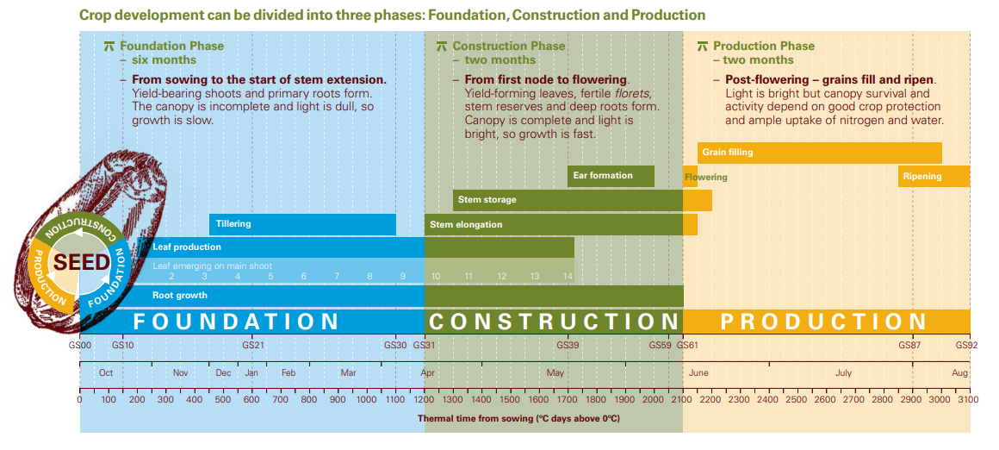 Crop development can be divided into three phases: Foundation, Construction and Production
Foundation Phase
– six months
– From sowing to the start of stem extension.
Yield-bearing shoots and primary roots form.
The canopy is incomplete and light is dull, so
growth is slow.
Construction Phase
– two months
– From first node to flowering.
Yield-forming leaves, fertile florets,
stem reserves and deep roots form.
Canopy is complete and light is
bright, so growth is fast.
Production Phase
– two months
– Post-flowering – grains fill and ripen.
Light is bright but canopy survival and
activity depend on good crop protection
and ample uptake of nitrogen and water.
Grain filling
Ear formation
Flowering
Ripening
Stem storage
Tillering
Stem elongation
Leaf production
Leaf emerging on main shoot
2 3 4 5 6 7 8 9 10 11 12 13 14
Root growth
CONSTRUCTION
SEED
PRODUCTION
FOUNDATION
FOUNDATION CONSTRUCTION PRODUCTION
GS00 GS10 GS21 GS30 GS31 GS39 GS59 GS61 GS87 GS92
Oct Nov Dec Jan Feb Mar Apr May June July Aug
0 100 200 300 400 500 600 700 800 900 1000 1100 1200 1300 1400 1500 1600 1700 1800 1900 2000 2100 2200 2300 2400 2500 2600 2700 2800 2900 3000 3100
Thermal time from sowing (ºC days above 0ºC)